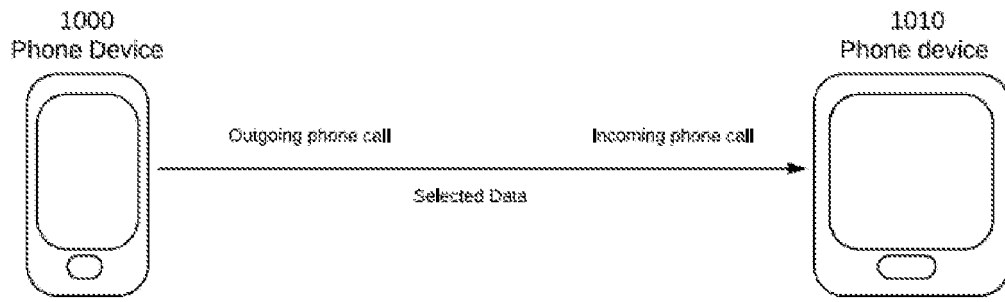 1000
Phone Device
1010
Phone device
Outgoing phone call
Incoming phone call
Selected Data